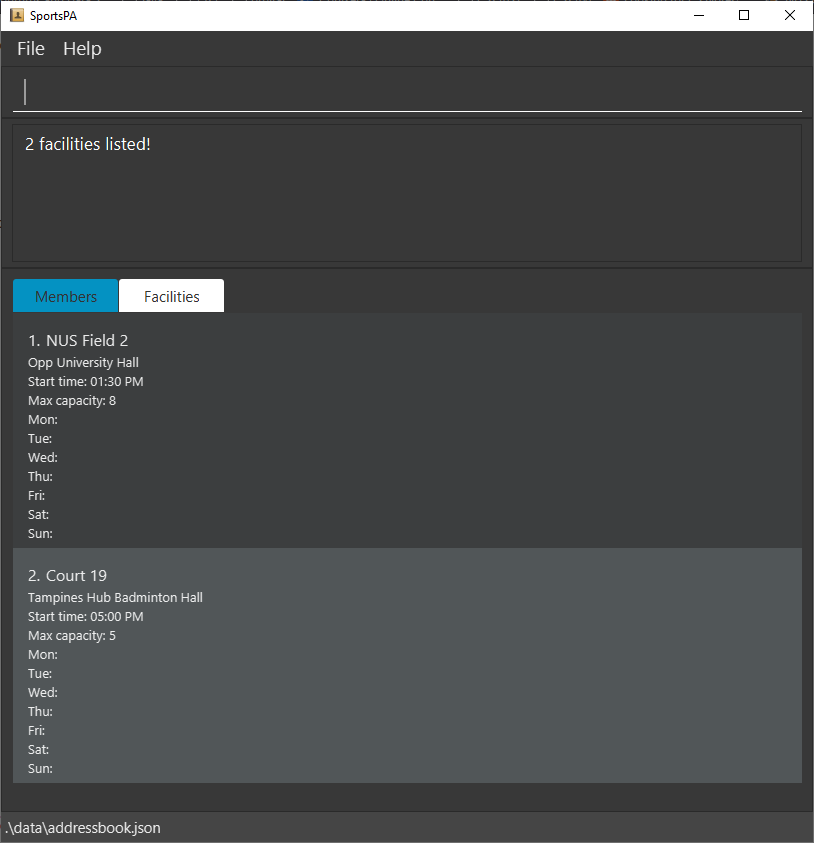 SportsPA
File Help
2 facilities listed!
Members Facilities
1. NUS Field 2
Opp University Hall
Start time: 01:30 PM
Max capacity: 8
Mon:
Tue:
Wed:
Thu:
Fri:
Sat:
Sun:
2. Court 19
Tampines Hub Badminton Hall
Start time: 05:00 PM
Max capacity: 5
Mon:
Tue:
Wed:
Thu:
Fri:
Sat:
Sun:
.\data\addressbook.json